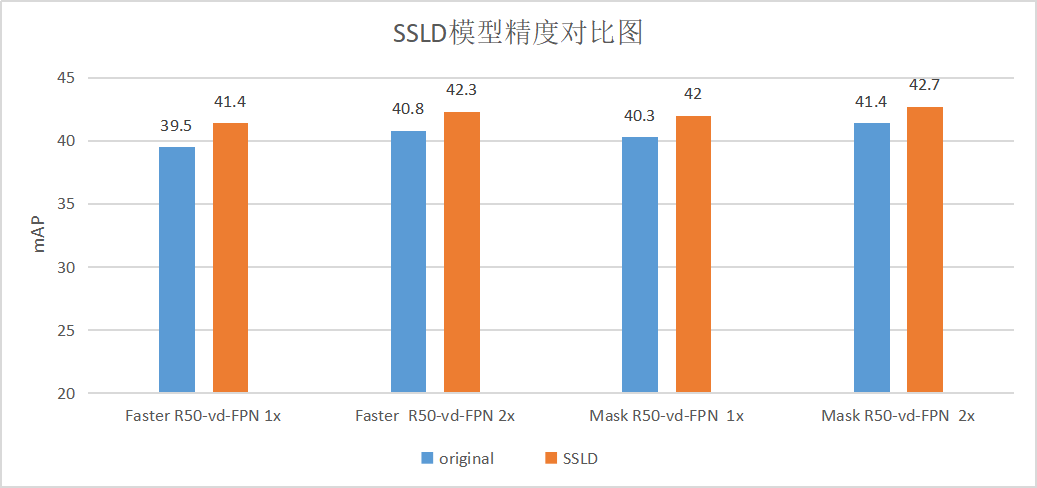 SSLD模型精度对比图
mAP
45
40
35
30
25
20
39.5
41.4
40.8
42.3
40.3
42
41.4
42.7
Faster R50-vd-FPN 1x
Faster  R50-vd-FPN 2x
Mask R50-vd-FPN  1x
Mask R50-vd-FPN  2x
original
SSLD